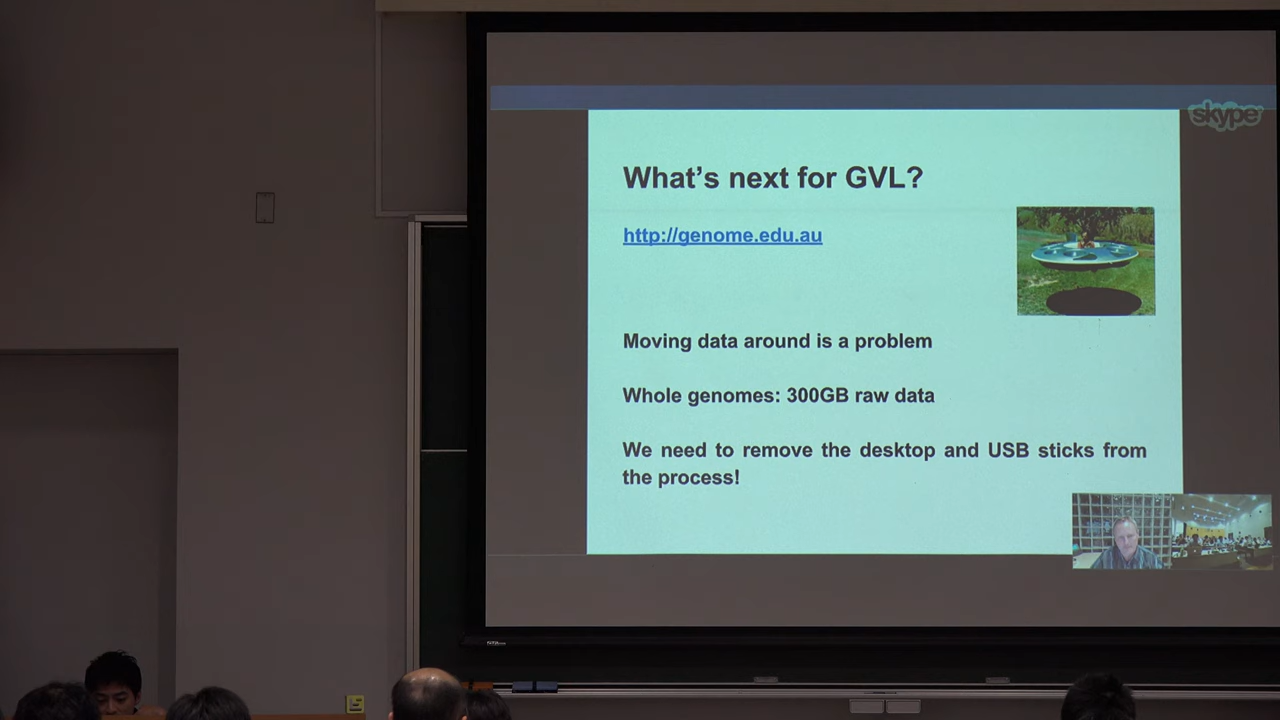 skype
What's next for GVL?
http://genome.edu.au
Moving data around is a problem
Whole genomes: 300GB raw data
We need to remove the desktop and USB sticks from
the process!